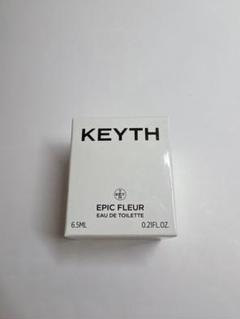 KEYTH
EPIC FLEUR
EAU DE TOILETTE
6.5ML 0.21FL.OZ.